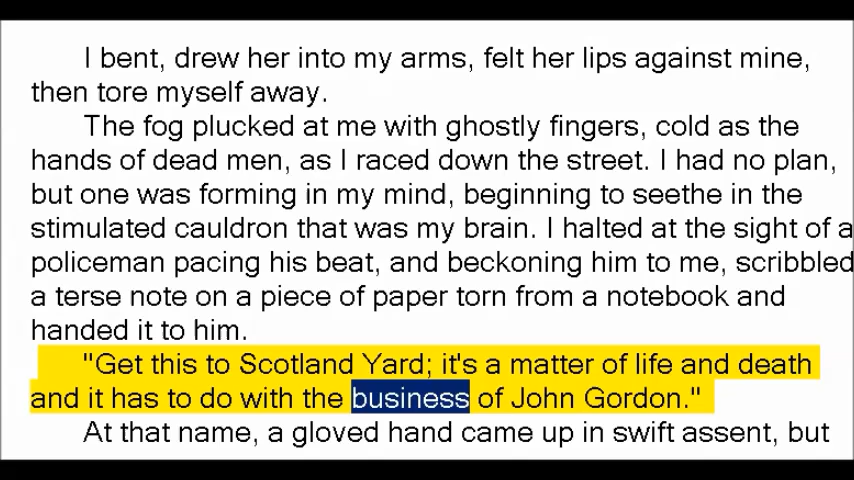 I bent, drew her into my arms, felt her lips against mine,
then tore myself away.
The fog plucked at me with ghostly fingers, cold as the
hands of dead men, as I raced down the street. I had no plan,
but one was forming in my mind, beginning to seethe in the
stimulated cauldron that was my brain. I halted at the sight of a
policeman pacing his beat, and beckoning him to me, scribbled
a terse note on a piece of paper torn from a notebook and
handed it to him.
"Get this to Scotland Yard; it's a matter of life and death
and it has to do with the business of John Gordon."
At that name, a gloved hand came up in swift assent, but